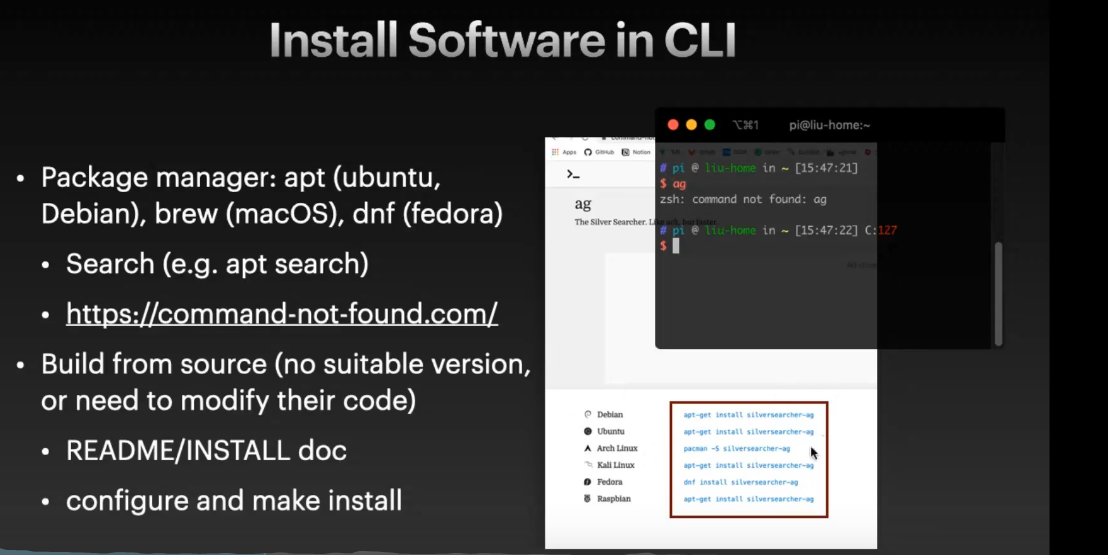 Install Software in CLI
• Package manager: apt (ubuntu,
Debian), brew (macOS), dnf (fedora)
• Search (e.g. apt search)
• https://command-not-found.com/
• Build from source (no suitable version,
or need to modify their code)
• README/INSTALL doc
• configure and make install
⌥⌘1 pi@liu-home:~
# pi @ liu-home in ~ [15:47:21]
$ ag
zsh: command not found: ag
# pi @ liu-home in ~ [15:47:22] C:127
$
Apps GitHub Notion
>_
ag
The Silver Searcher. Like ack, but faster.
Debian apt-get install silversearcher-ag
Ubuntu apt-get install silversearcher-ag
Arch Linux pacman -S silversearcher-ag
Kali Linux apt-get install silversearcher-ag
Fedora dnf install silversearcher-ag
Raspbian apt-get install silversearcher-ag